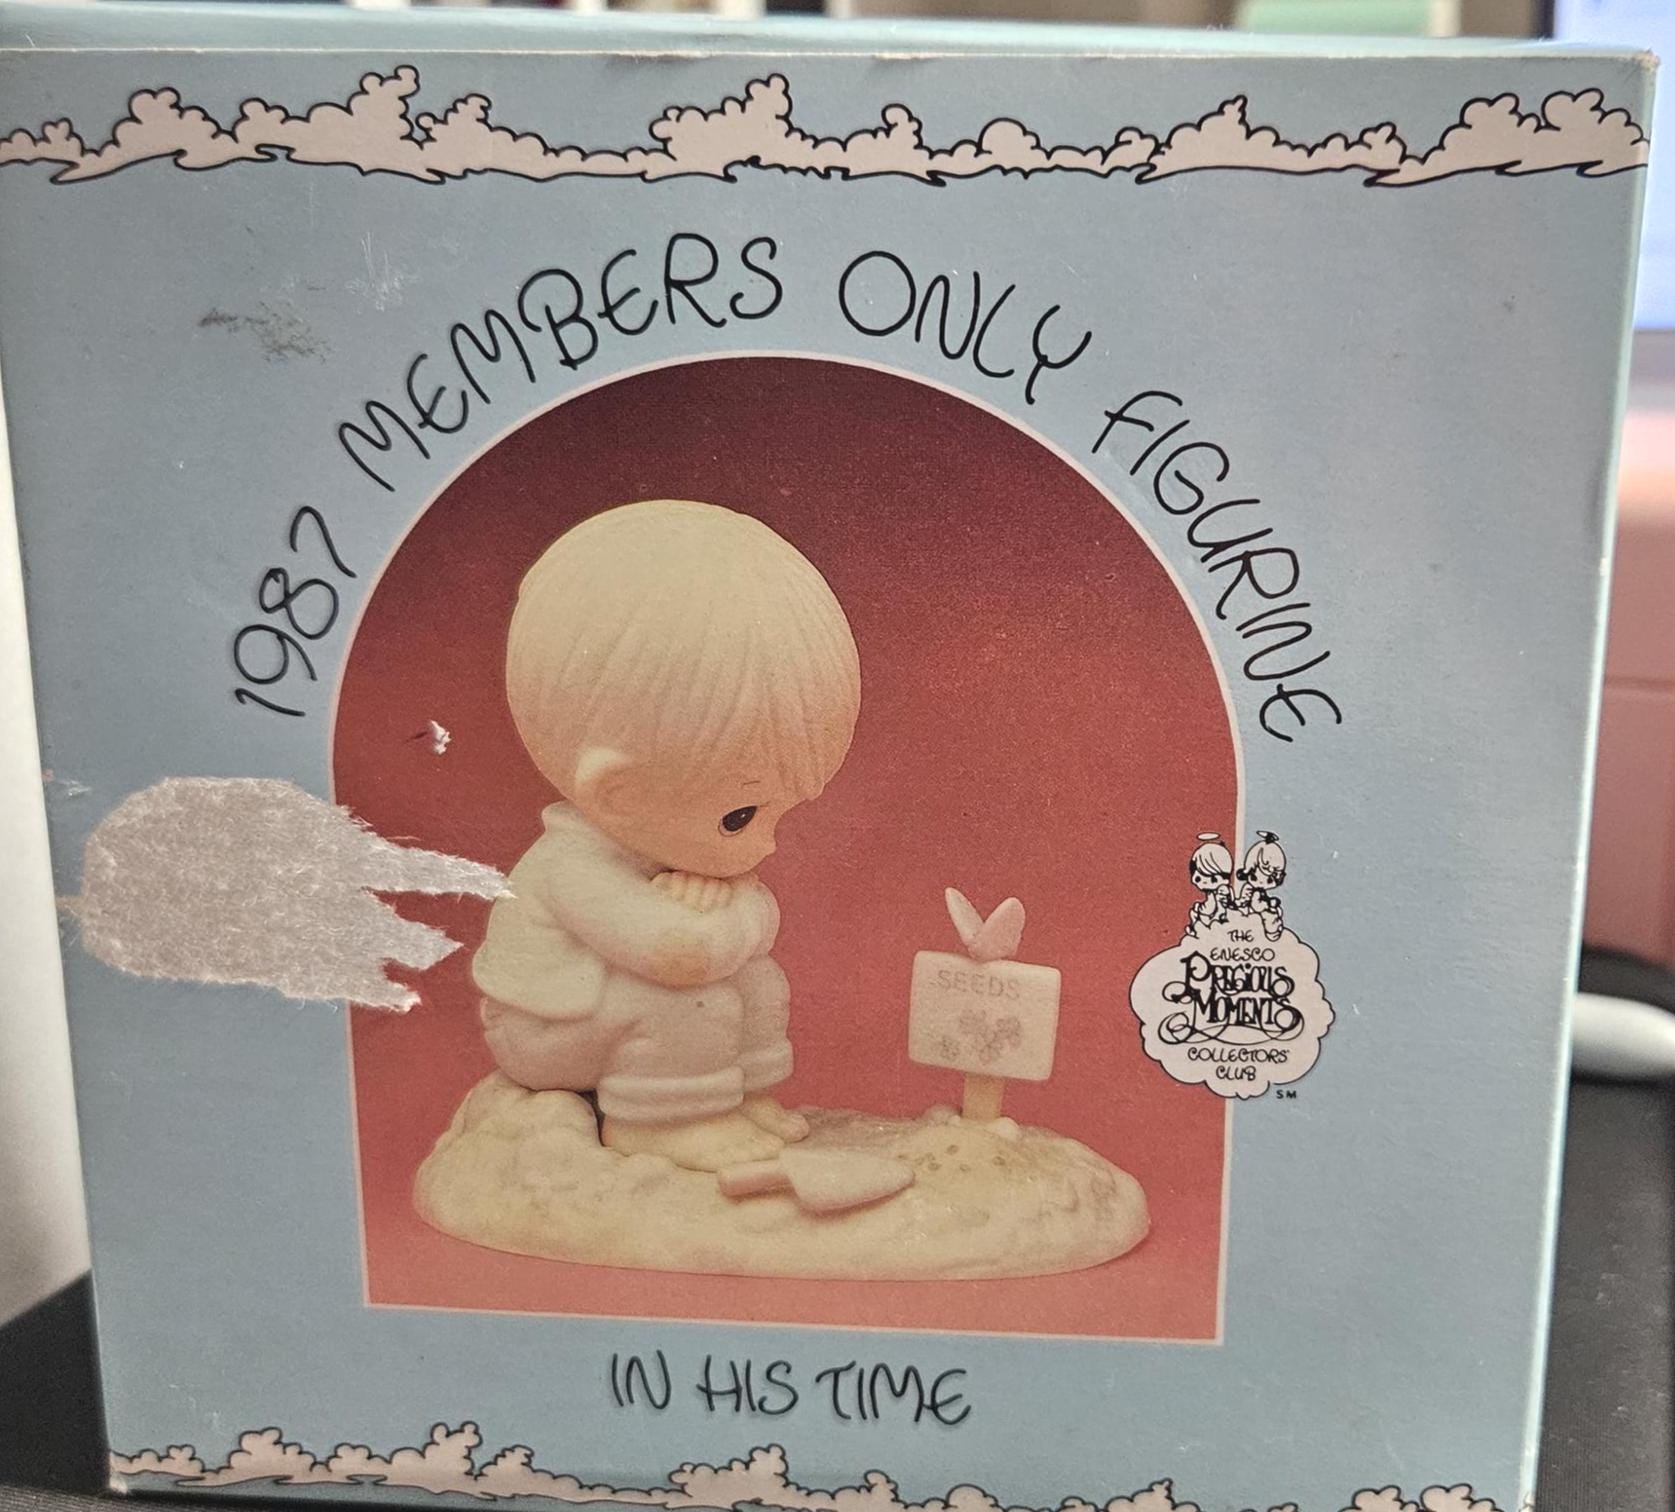 1987 MEMBERS ONLY FIGURINE
SEEDS
THE
ENESCO
PRECIOUS
MOMENTS
COLLECTORS'
CLUB
SM
IN HIS TIME